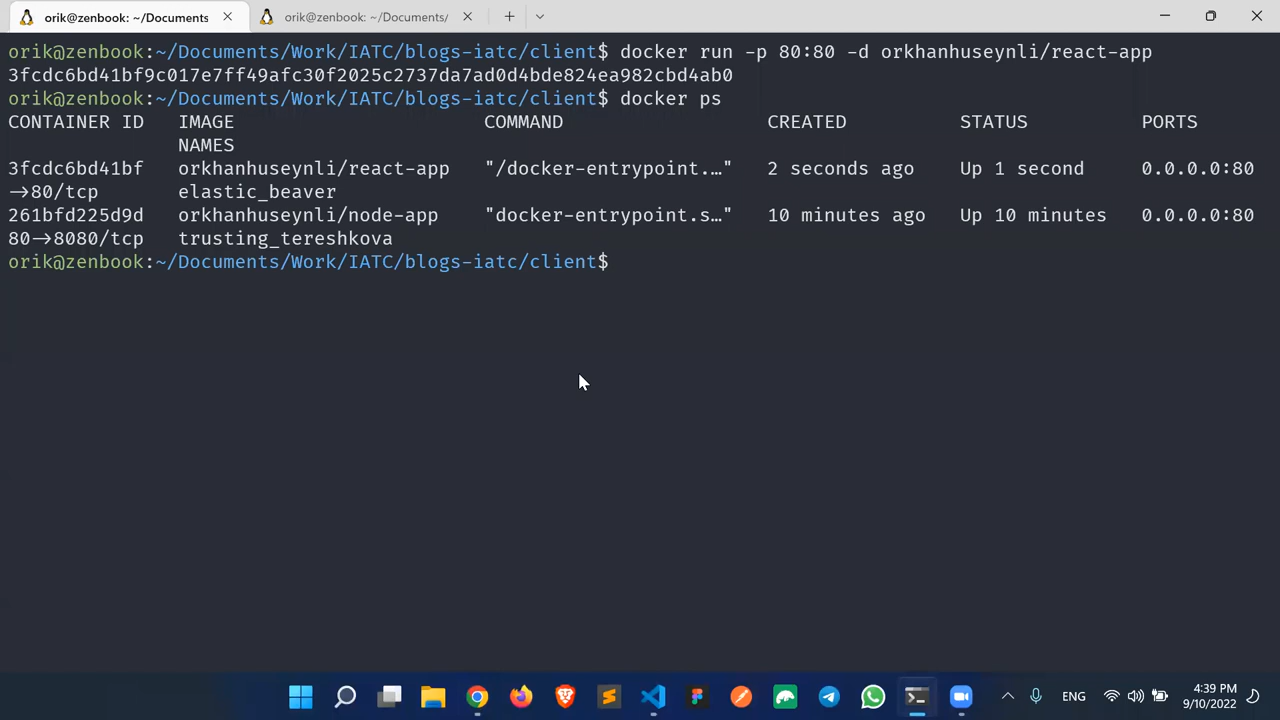 orik@zenbook: ~/Documents
orik@zenbook: ~/Documents/
orik@zenbook:~/Documents/Work/IATC/blogs-iatc/client$ docker run -p 80:80 -d orkhanhuseynli/react-app
3fcdc6bd41bf9c017e7ff49afc30f2025c2737da7ad0d4bde824ea982cbd4ab0
orik@zenbook:~/Documents/Work/IATC/blogs-iatc/client$ docker ps
CONTAINER ID   IMAGE                      COMMAND                  CREATED          STATUS          PORTS
               NAMES
3fcdc6bd41bf   orkhanhuseynli/react-app   "/docker-entrypoint.…"   2 seconds ago    Up 1 second     0.0.0.0:80
->80/tcp       elastic_beaver
261bfd225d9d   orkhanhuseynli/node-app    "docker-entrypoint.s…"   10 minutes ago   Up 10 minutes   0.0.0.0:80
80->8080/tcp   trusting_tereshkova
orik@zenbook:~/Documents/Work/IATC/blogs-iatc/client$
ENG
4:39 PM
9/10/2022